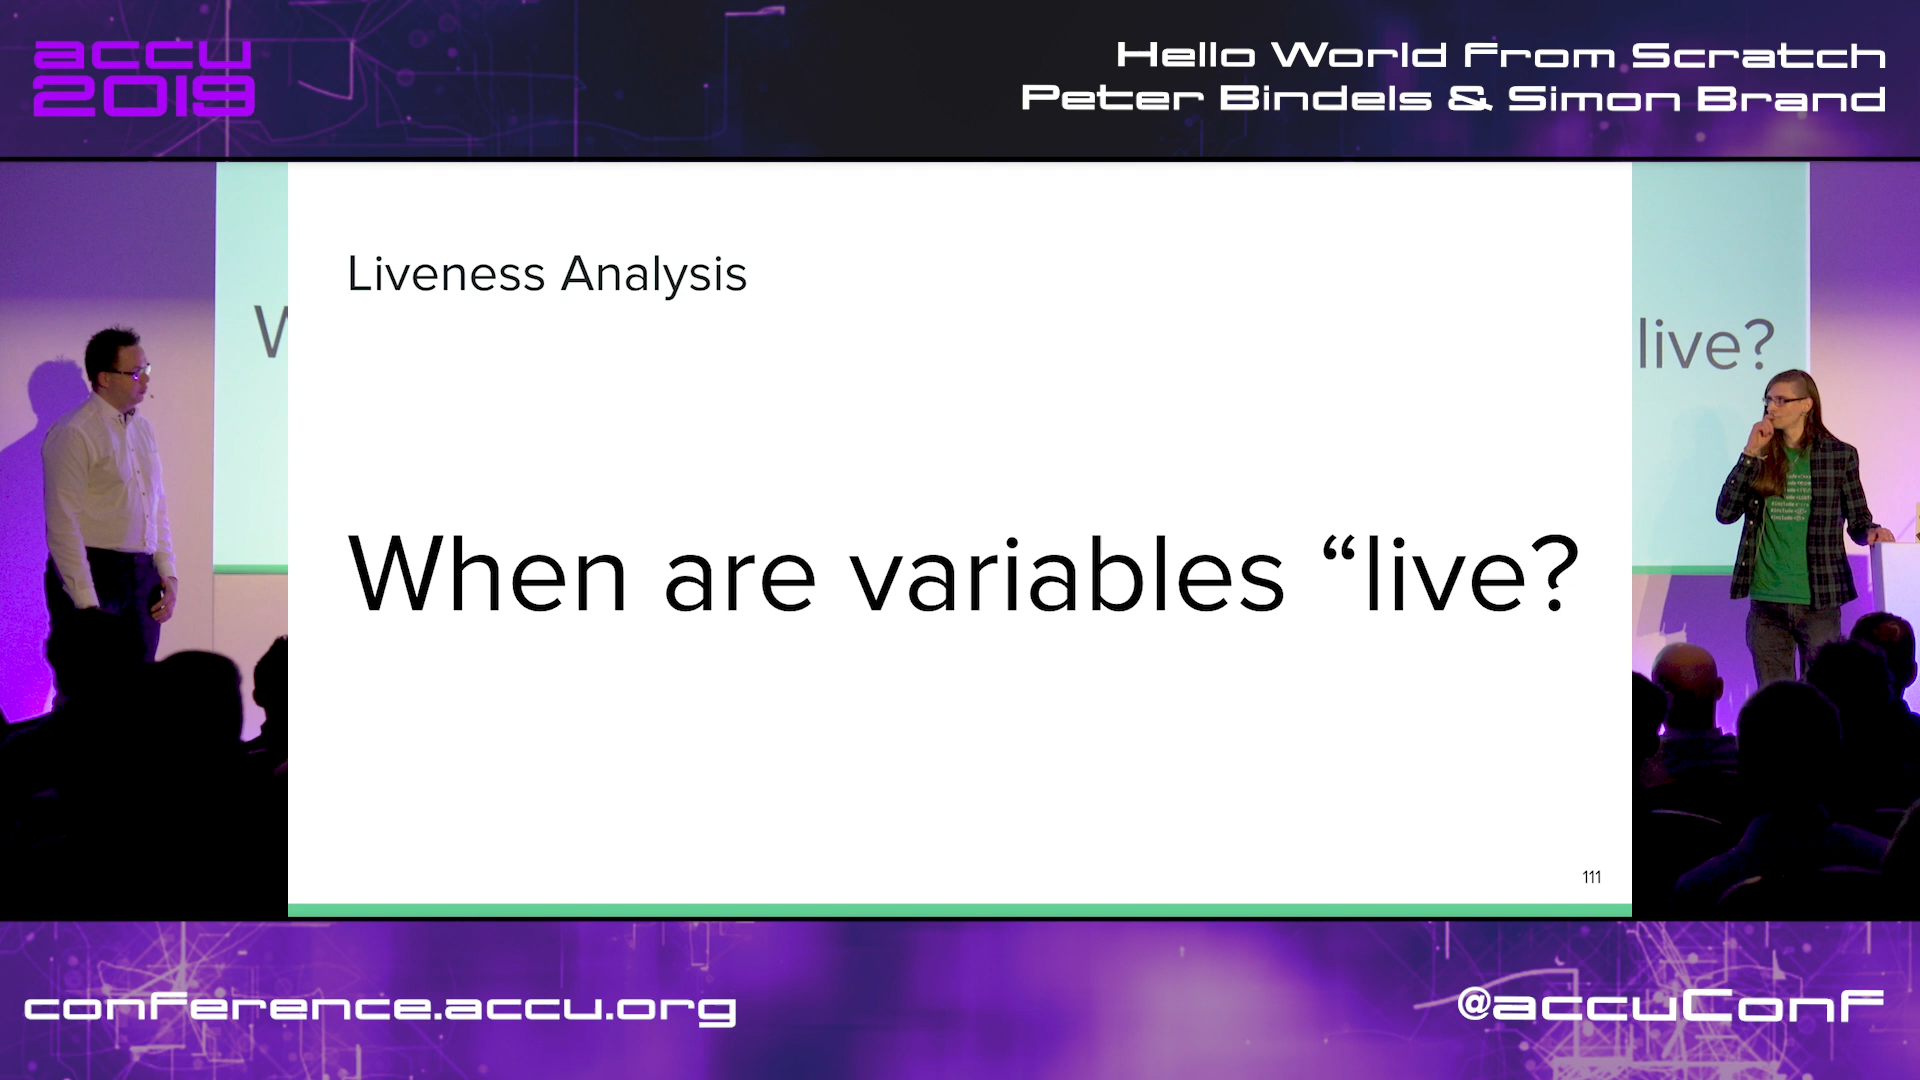 accu
2019
Hello World From Scratch
Peter Bindels & Simon Brand
Liveness Analysis
When are variables “live?
W
live?
111
conference.accu.org
@accuConf